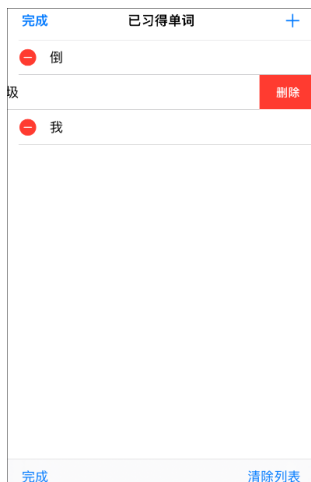 完成 已习得单词 +
倒
圾 删除
我
完成 清除列表